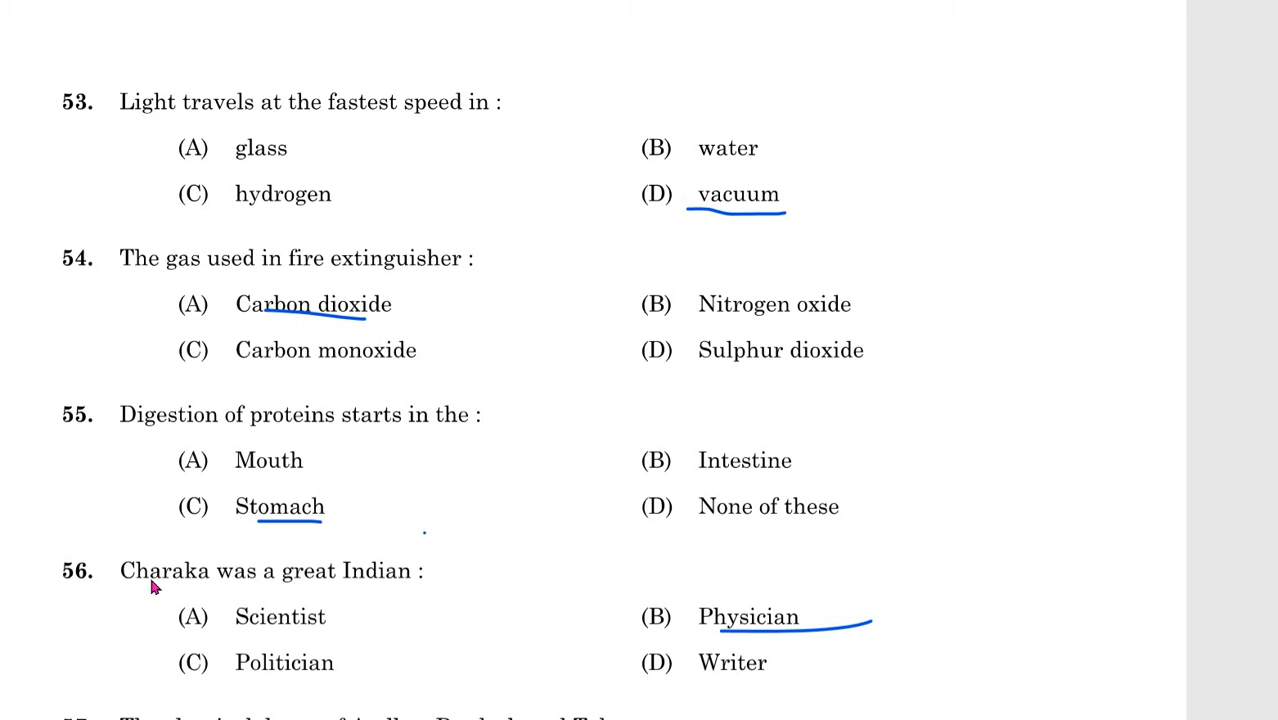 53. Light travels at the fastest speed in :
(A) glass (B) water
(C) hydrogen (D) vacuum
54. The gas used in fire extinguisher :
(A) Carbon dioxide (B) Nitrogen oxide
(C) Carbon monoxide (D) Sulphur dioxide
55. Digestion of proteins starts in the :
(A) Mouth (B) Intestine
(C) Stomach (D) None of these
56. Charaka was a great Indian :
(A) Scientist (B) Physician
(C) Politician (D) Writer